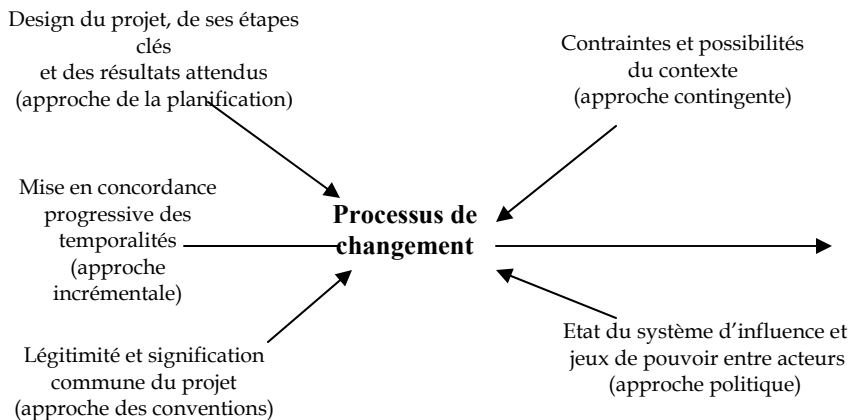 Design du projet, de ses étapes
clés
et des résultats attendus
(approche de la planification)
Contraintes et possibilités
du contexte
(approche contingente)
Mise en concordance
progressive des
temporalités
(approche
incrémentale)
Processus de
changement
Légitimité et signification
commune du projet
(approche des conventions)
Etat du système d’influence et
jeux de pouvoir entre acteurs
(approche politique)